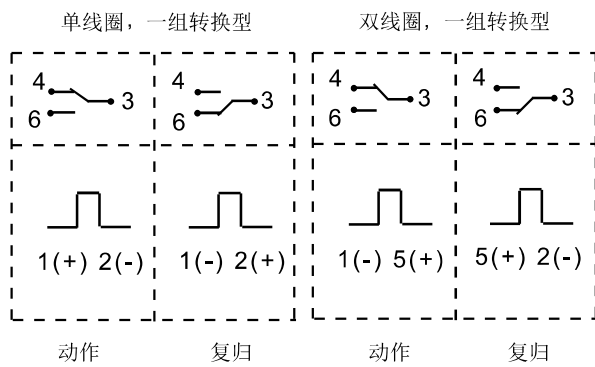 单线圈，一组转换型 双线圈，一组转换型
4 4 4 4
3 3 3 3
6 6 6 6
1(+) 2(-) 1(-) 2(+) 1(-) 5(+) 5(+) 2(-)
动作 复归 动作 复归